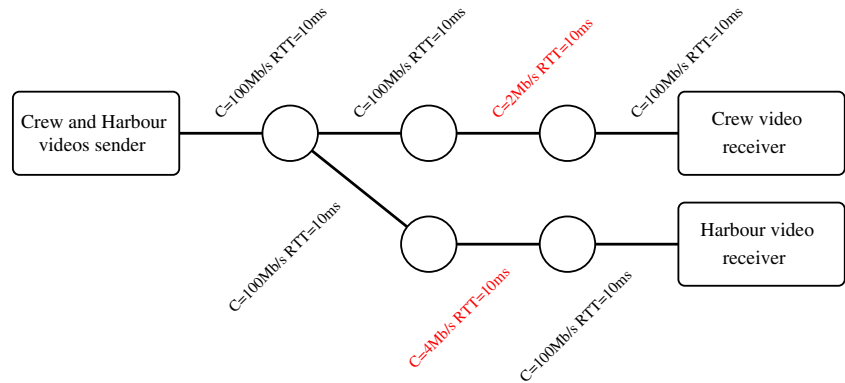 C=100Mb/s RTT=10ms
C=100Mb/s RTT=10ms
C=2Mb/s RTT=10ms
C=100Mb/s RTT=10ms
Crew and Harbour
videos sender
Crew video
receiver
C=100Mb/s RTT=10ms
C=4Mb/s RTT=10ms
C=100Mb/s RTT=10ms
Harbour video
receiver